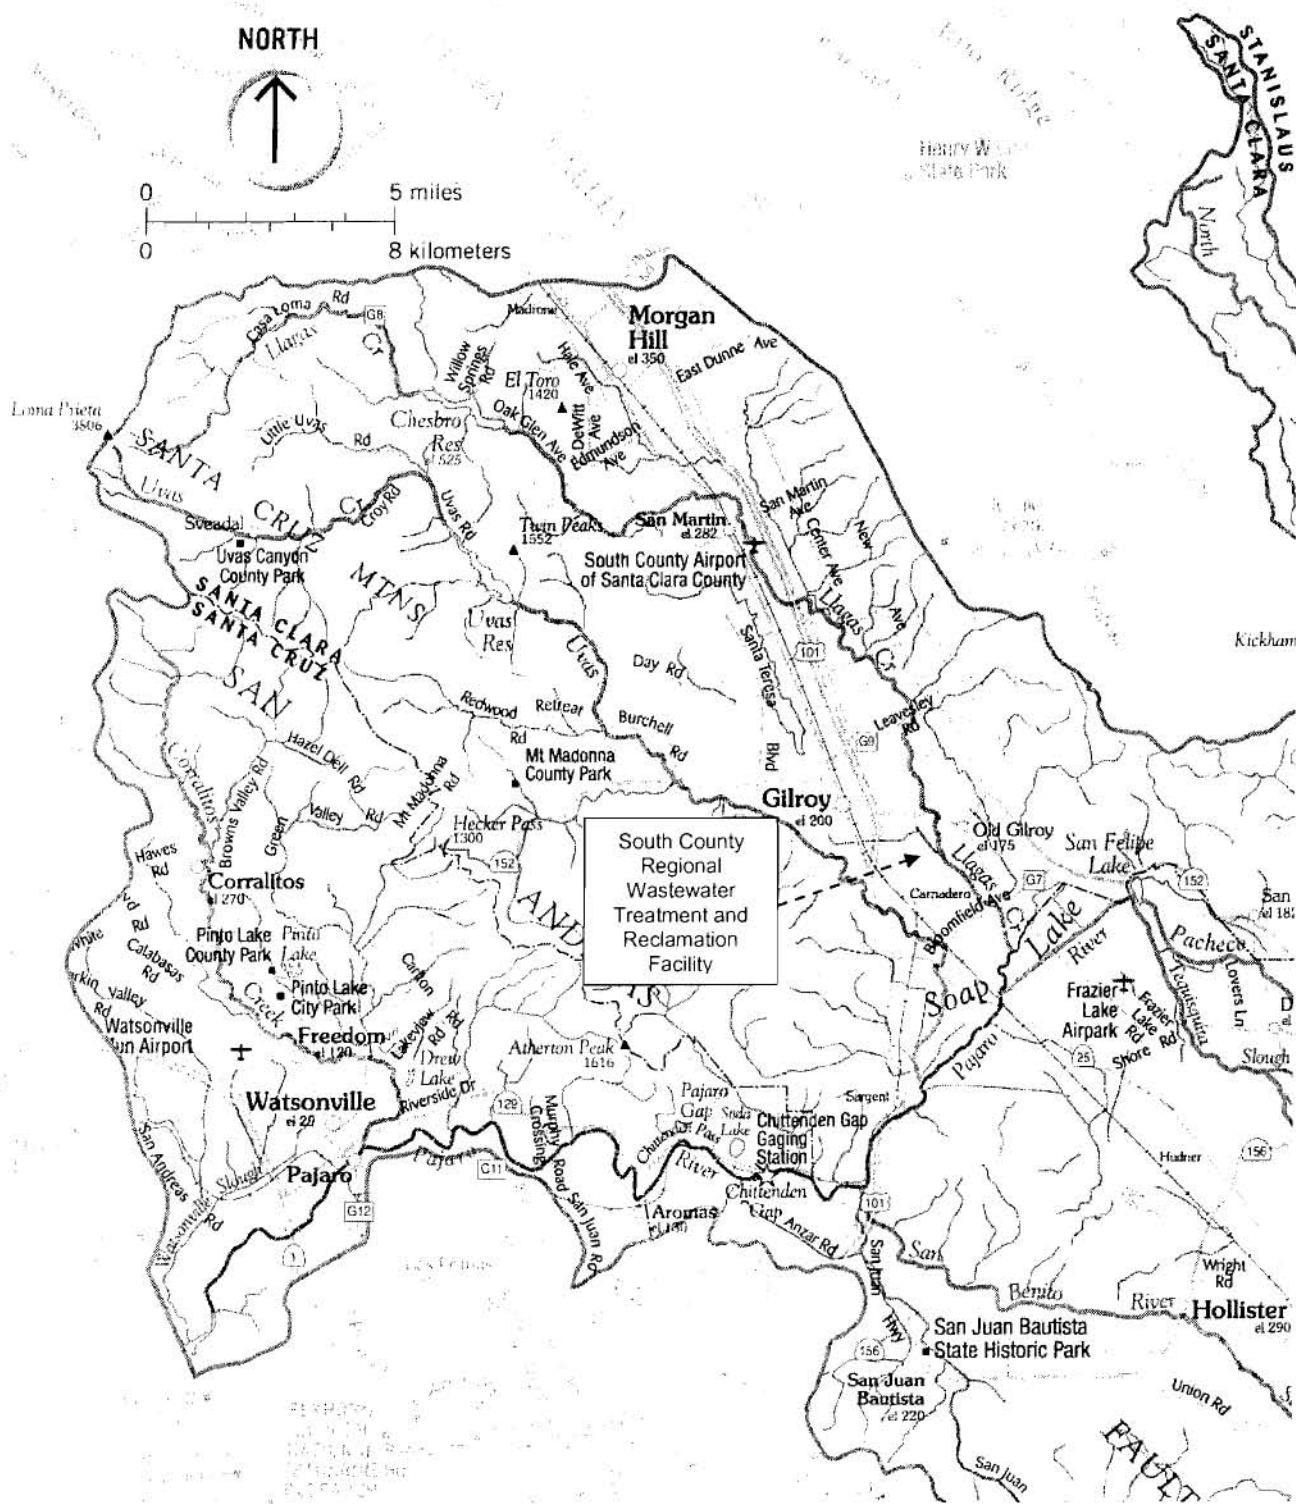 NORTH
0
5 miles
0
8 kilometers
STANISLAUS
SANTA CLARA
North
Henry W
State Park
Morgan
Hill
el 350
Madrone
East Dunne Ave
Casa Loma Rd
G8
Llagas
Cr
Willow
Springs
Rd
Hale Ave
El Toro
1420
DeWitt
Ave
Edmundson
Ave
Oak Glen Ave
Loma Prieta
3806
Chesbro
Res
el 525
Little Uvas
Rd
SANTA
CRUZ
MTNS
Uvas
Cr
Croy Rd
Uvas Rd
Sveadal
Uvas Canyon
County Park
Twin Peaks
1552
San Martin
el 282
San Martin
Ave
Center Ave
New
Ave
South County Airport
of Santa Clara County
SANTA CLARA
SANTA CRUZ
Uvas
Res
Uvas
Llagas
Cr
101
Kickham
Day Rd
Santa Teresa
Blvd
SAN
Redwood
Retreat
Rd
Burchell
Rd
Leavesley
Rd
G9
Corralitos
Browns Valley Rd
Hazel Dell Rd
Mt Madonna
County Park
Mt Madonna
Rd
Gilroy
el 200
Green
Valley
Rd
Hecker Pass
1300
152
South County
Regional
Wastewater
Treatment and
Reclamation
Facility
Old Gilroy
el 175
San Felipe
Lake
Llagas
Cr
G7
152
Hawes
Rd
Corralitos
el 270
Carnadero
Bloomfield Ave
San
AND
Soap
Lake
Pacheco
White
Rd
Calabasas
Rd
Pinto Lake
County Park
Pinto
Lake
Pinto Lake
City Park
Carlton
Rd
River
Tequisquita
Lovers Ln
Frazier
Lake
Airpark
Frazier
Lake
Rd
Shore Rd
Slough
Valley
Rd
Watsonville
Mun Airport
Creek
Freedom
el 120
Lakeview
Rd
Drew
Lake
Riverside Dr
Atherton Peak
1616
Pajaro
25
Watsonville
el 29
129
Murphy
Crossing
Road
Pajaro
Gap
Pass
Soda
Lake
Chittenden Gap
Gaging
Station
Sargent
San Andreas
Rd
Watsonville
Slough
Pajaro
G11
River
Chittenden
Gap
Hudner
156
G12
San Juan Rd
Aromas
Anzar Rd
101
1
San Juan
Hwy
San
Benito
River
Wright
Rd
Hollister
el 290
156
San Juan Bautista
State Historic Park
San Juan
Bautista
el 220
Union Rd
San Juan
FAULT